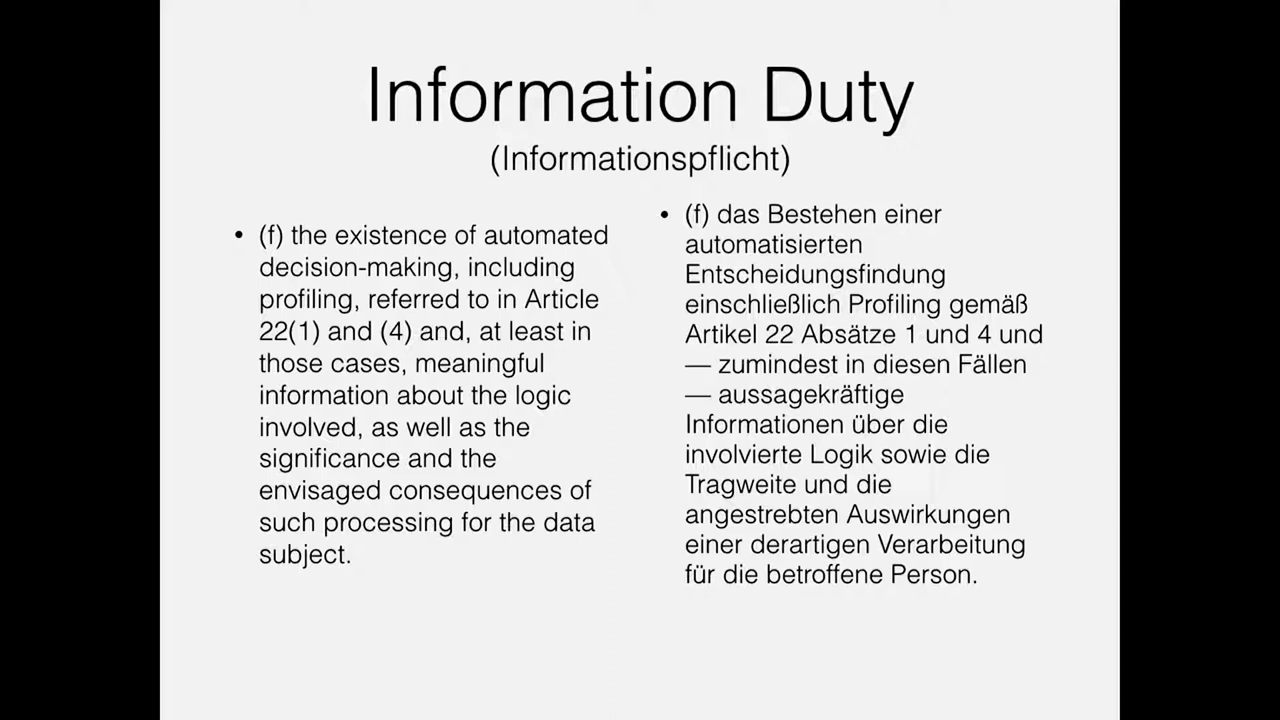 Information Duty
(Informationspflicht)
• (f) the existence of automated
decision-making, including
profiling, referred to in Article
22(1) and (4) and, at least in
those cases, meaningful
information about the logic
involved, as well as the
significance and the
envisaged consequences of
such processing for the data
subject.
• (f) das Bestehen einer
automatisierten
Entscheidungsfindung
einschließlich Profiling gemäß
Artikel 22 Absätze 1 und 4 und
— zumindest in diesen Fällen
— aussagekräftige
Informationen über die
involvierte Logik sowie die
Tragweite und die
angestrebten Auswirkungen
einer derartigen Verarbeitung
für die betroffene Person.